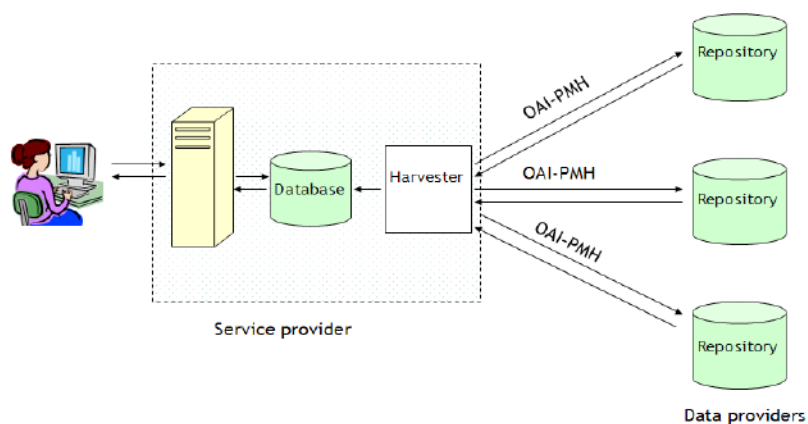 Repository
OAI-PMH
Harvester
OAI-PMH
Database
Repository
OAI-PMH
Service provider
Repository
Data providers